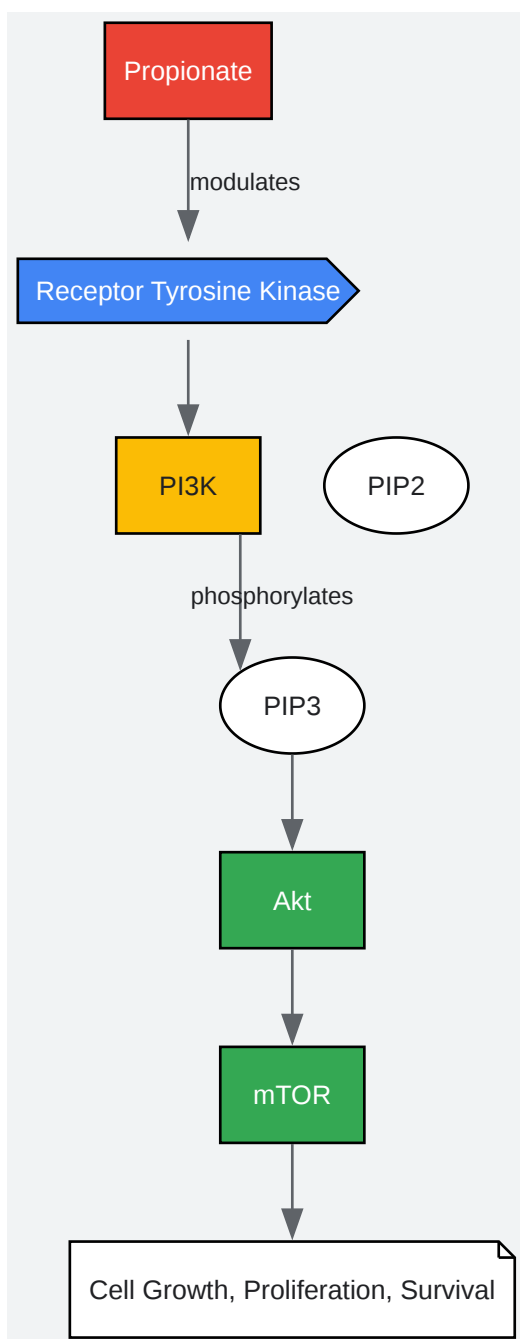 Propionate
modulates
Receptor Tyrosine Kinase
PI3K
PIP2
phosphorylates
PIP3
Akt
mTOR
Cell Growth, Proliferation, Survival